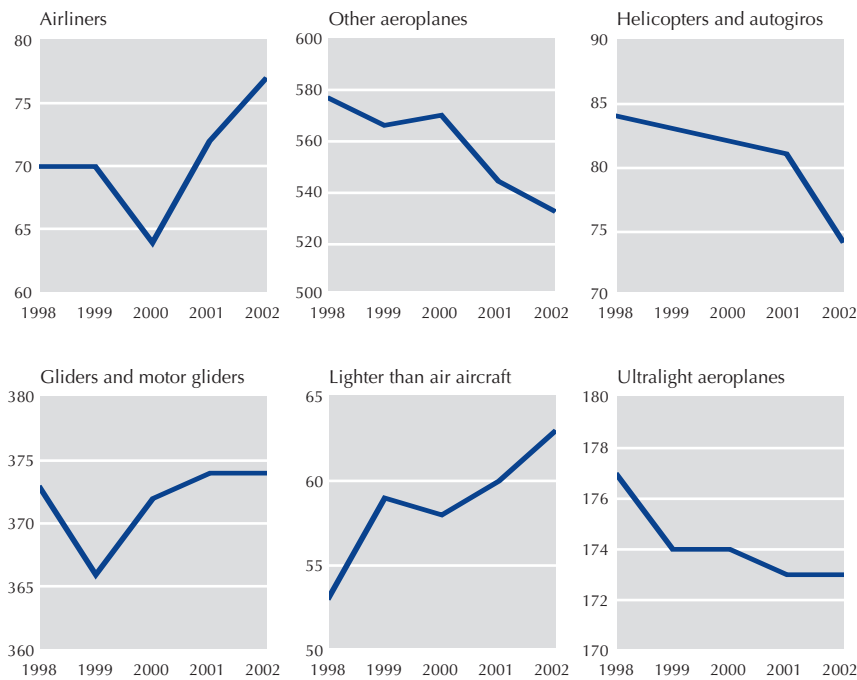 Airliners
80
75
70
65
60
1998 1999 2000 2001 2002
Other aeroplanes
600
580
560
540
520
500
1998 1999 2000 2001 2002
Helicopters and autogiros
90
85
80
75
70
1998 1999 2000 2001 2002
Gliders and motor gliders
380
375
370
365
360
1998 1999 2000 2001 2002
Lighter than air aircraft
65
60
55
50
1998 1999 2000 2001 2002
Ultralight aeroplanes
180
178
176
174
172
170
1998 1999 2000 2001 2002